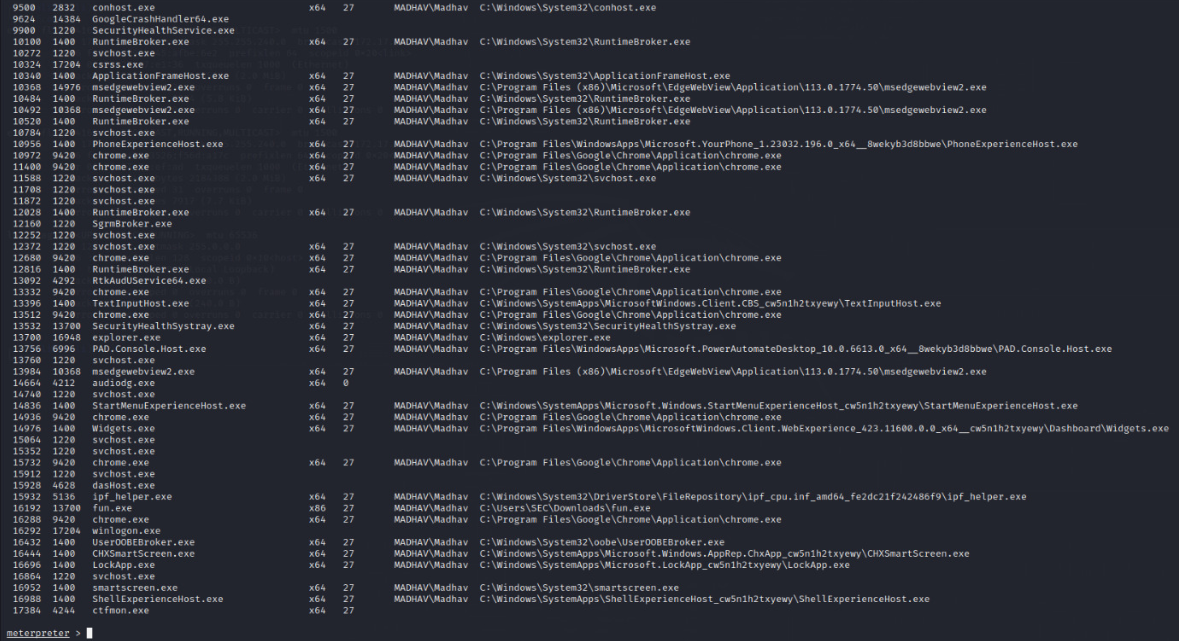 9500 2832 conhost.exe x64 27 MADHAV\Madhav C:\Windows\System32\conhost.exe
9624 14384 GoogleCrashHandler64.exe
9900 1220 SecurityHealthService.exe
10100 1400 RuntimeBroker.exe x64 27 MADHAV\Madhav C:\Windows\System32\RuntimeBroker.exe
10272 1220 svchost.exe
10324 17204 csrss.exe
10340 1400 ApplicationFrameHost.exe x64 27 MADHAV\Madhav C:\Windows\System32\ApplicationFrameHost.exe
10368 14976 msedgewebview2.exe x64 27 MADHAV\Madhav C:\Program Files (x86)\Microsoft\EdgeWebView\Application\113.0.1774.50\msedgewebview2.exe
10484 1400 RuntimeBroker.exe x64 27 MADHAV\Madhav C:\Windows\System32\RuntimeBroker.exe
10492 10368 msedgewebview2.exe x64 27 MADHAV\Madhav C:\Program Files (x86)\Microsoft\EdgeWebView\Application\113.0.1774.50\msedgewebview2.exe
10520 1400 RuntimeBroker.exe x64 27 MADHAV\Madhav C:\Windows\System32\RuntimeBroker.exe
10784 1220 svchost.exe
10956 1400 PhoneExperienceHost.exe x64 27 MADHAV\Madhav C:\Program Files\WindowsApps\Microsoft.YourPhone_1.23032.196.0_x64__8wekyb3d8bbwe\PhoneExperienceHost.exe
10972 9420 chrome.exe x64 27 MADHAV\Madhav C:\Program Files\Google\Chrome\Application\chrome.exe
11400 9420 chrome.exe x64 27 MADHAV\Madhav C:\Program Files\Google\Chrome\Application\chrome.exe
11588 1220 svchost.exe x64 27 MADHAV\Madhav C:\Windows\System32\svchost.exe
11708 1220 svchost.exe
11872 1220 svchost.exe
12028 1400 RuntimeBroker.exe x64 27 MADHAV\Madhav C:\Windows\System32\RuntimeBroker.exe
12160 1220 SgrmBroker.exe
12252 1220 svchost.exe
12372 1220 svchost.exe x64 27 MADHAV\Madhav C:\Windows\System32\svchost.exe
12680 9420 chrome.exe x64 27 MADHAV\Madhav C:\Program Files\Google\Chrome\Application\chrome.exe
12816 1400 RuntimeBroker.exe x64 27 MADHAV\Madhav C:\Windows\System32\RuntimeBroker.exe
13092 4292 RtkAudUService64.exe
13332 9420 chrome.exe x64 27 MADHAV\Madhav C:\Program Files\Google\Chrome\Application\chrome.exe
13396 1400 TextInputHost.exe x64 27 MADHAV\Madhav C:\Windows\SystemApps\MicrosoftWindows.Client.CBS_cw5n1h2txyewy\TextInputHost.exe
13512 9420 chrome.exe x64 27 MADHAV\Madhav C:\Program Files\Google\Chrome\Application\chrome.exe
13532 13700 SecurityHealthSystray.exe x64 27 MADHAV\Madhav C:\Windows\System32\SecurityHealthSystray.exe
13700 16948 explorer.exe x64 27 MADHAV\Madhav C:\Windows\explorer.exe
13756 6996 PAD.Console.Host.exe x64 27 MADHAV\Madhav C:\Program Files\WindowsApps\Microsoft.PowerAutomateDesktop_10.0.6613.0_x64__8wekyb3d8bbwe\PAD.Console.Host.exe
13760 1220 svchost.exe
13984 10368 msedgewebview2.exe x64 27 MADHAV\Madhav C:\Program Files (x86)\Microsoft\EdgeWebView\Application\113.0.1774.50\msedgewebview2.exe
14664 4212 audiodg.exe x64 0
14740 1220 svchost.exe
14836 1400 StartMenuExperienceHost.exe x64 27 MADHAV\Madhav C:\Windows\SystemApps\Microsoft.Windows.StartMenuExperienceHost_cw5n1h2txyewy\StartMenuExperienceHost.exe
14936 9420 chrome.exe x64 27 MADHAV\Madhav C:\Program Files\Google\Chrome\Application\chrome.exe
14976 1400 Widgets.exe x64 27 MADHAV\Madhav C:\Program Files\WindowsApps\MicrosoftWindows.Client.WebExperience_423.11600.0.0_x64__cw5n1h2txyewy\Dashboard\Widgets.exe
15064 1220 svchost.exe
15352 1220 svchost.exe
15732 9420 chrome.exe x64 27 MADHAV\Madhav C:\Program Files\Google\Chrome\Application\chrome.exe
15912 1220 svchost.exe
15928 4628 dasHost.exe
15932 5136 ipf_helper.exe x64 27 MADHAV\Madhav C:\Windows\System32\DriverStore\FileRepository\ipf_cpu.inf_amd64_fe2dc21f242486f9\ipf_helper.exe
16192 13700 fun.exe x86 27 MADHAV\Madhav C:\Users\SEC\Downloads\fun.exe
16288 9420 chrome.exe x64 27 MADHAV\Madhav C:\Program Files\Google\Chrome\Application\chrome.exe
16292 17204 winlogon.exe
16432 1400 UserOOBEBroker.exe x64 27 MADHAV\Madhav C:\Windows\System32\oobe\UserOOBEBroker.exe
16444 1400 CHXSmartScreen.exe x64 27 MADHAV\Madhav C:\Windows\SystemApps\Microsoft.Windows.AppRep.ChxApp_cw5n1h2txyewy\CHXSmartScreen.exe
16696 1400 LockApp.exe x64 27 MADHAV\Madhav C:\Windows\SystemApps\Microsoft.LockApp_cw5n1h2txyewy\LockApp.exe
16864 1220 svchost.exe
16952 1400 smartscreen.exe x64 27 MADHAV\Madhav C:\Windows\System32\smartscreen.exe
16988 1400 ShellExperienceHost.exe x64 27 MADHAV\Madhav C:\Windows\SystemApps\ShellExperienceHost_cw5n1h2txyewy\ShellExperienceHost.exe
17384 4244 ctfmon.exe x64 27
meterpreter >